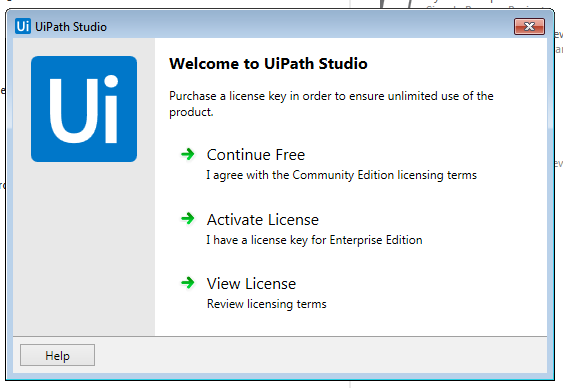 Ui UiPath Studio
Ui
Welcome to UiPath Studio
Purchase a license key in order to ensure unlimited use of the
product.
Continue Free
I agree with the Community Edition licensing terms
Activate License
I have a license key for Enterprise Edition
View License
Review licensing terms
Help